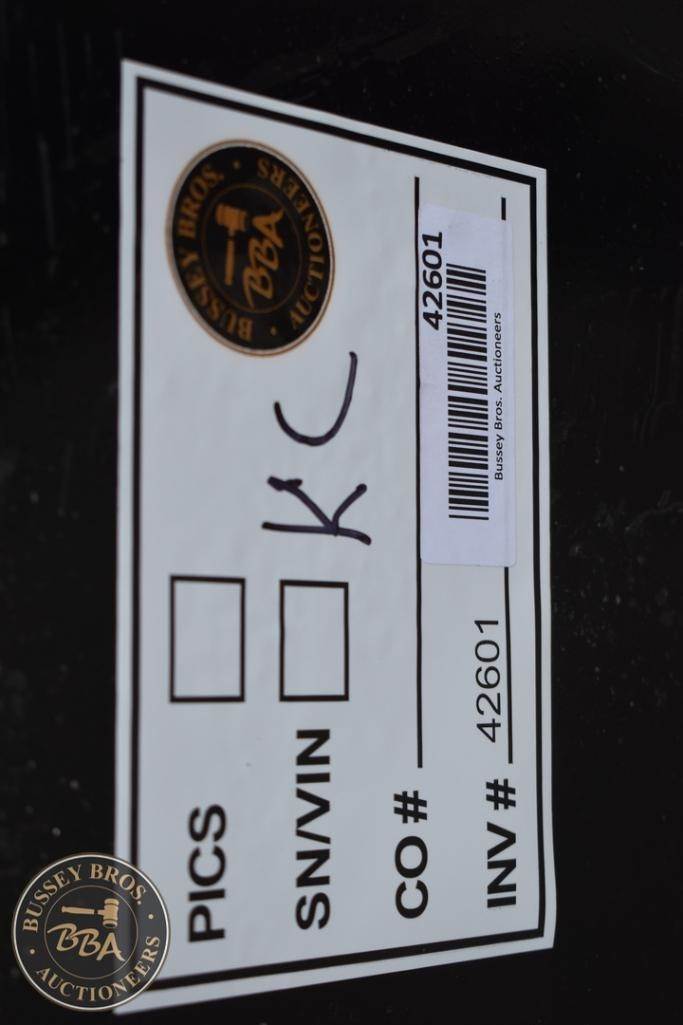 BUSSEY BROS.
AUCTIONEERS
BBA
PICS
SN/VIN KC
CO #
42601
Bussey Bros. Auctioneers
INV # 42601
BUSSEY BROS.
AUCTIONEERS
BBA